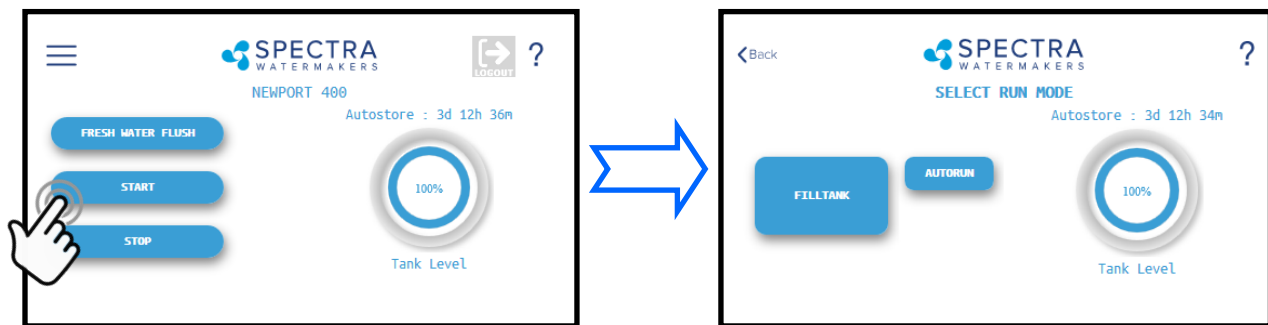 SPECTRA
WATERMAKERS
LOGOUT
?
NEWPORT 400
Autostore : 3d 12h 36m
FRESH WATER FLUSH
START
STOP
100%
Tank Level
Back
SPECTRA
WATERMAKERS
?
SELECT RUN MODE
Autostore : 3d 12h 34m
FILLTANK
AUTORUN
100%
Tank Level